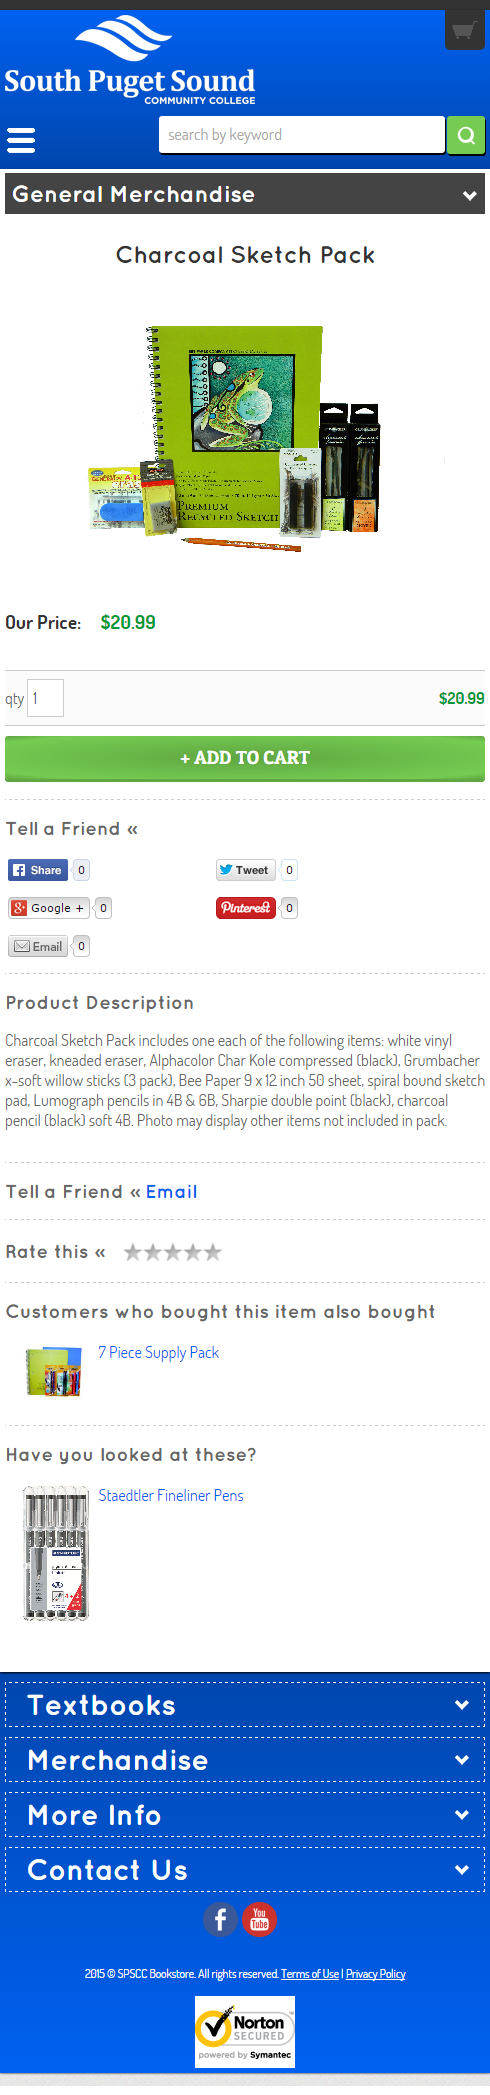 South Puget Sound
COMMUNITY COLLEGE
search by keyword
General Merchandise
Charcoal Sketch Pack
PREMIUM
RECYCLED SKETCH
Our Price: $20.99
qty 1 $20.99
+ ADD TO CART
Tell a Friend «
Share 0 Tweet 0
Google + 0 Pinterest 0
Email 0
Product Description
Charcoal Sketch Pack includes one each of the following items: white vinyl
eraser, kneaded eraser, Alphacolor Char Kole compressed (black), Grumbacher
x-soft willow sticks (3 pack), Bee Paper 9 x 12 inch 50 sheet, spiral bound sketch
pad, Lumograph pencils in 4B & 6B, Sharpie double point (black), charcoal
pencil (black) soft 4B. Photo may display other items not included in pack.
Tell a Friend « Email
Rate this «
Customers who bought this item also bought
7 Piece Supply Pack
Have you looked at these?
Staedtler Fineliner Pens
Textbooks
Merchandise
More Info
Contact Us
You
Tube
2015 © SPSCC Bookstore. All rights reserved. Terms of Use | Privacy Policy
Norton
SECURED
powered by Symantec